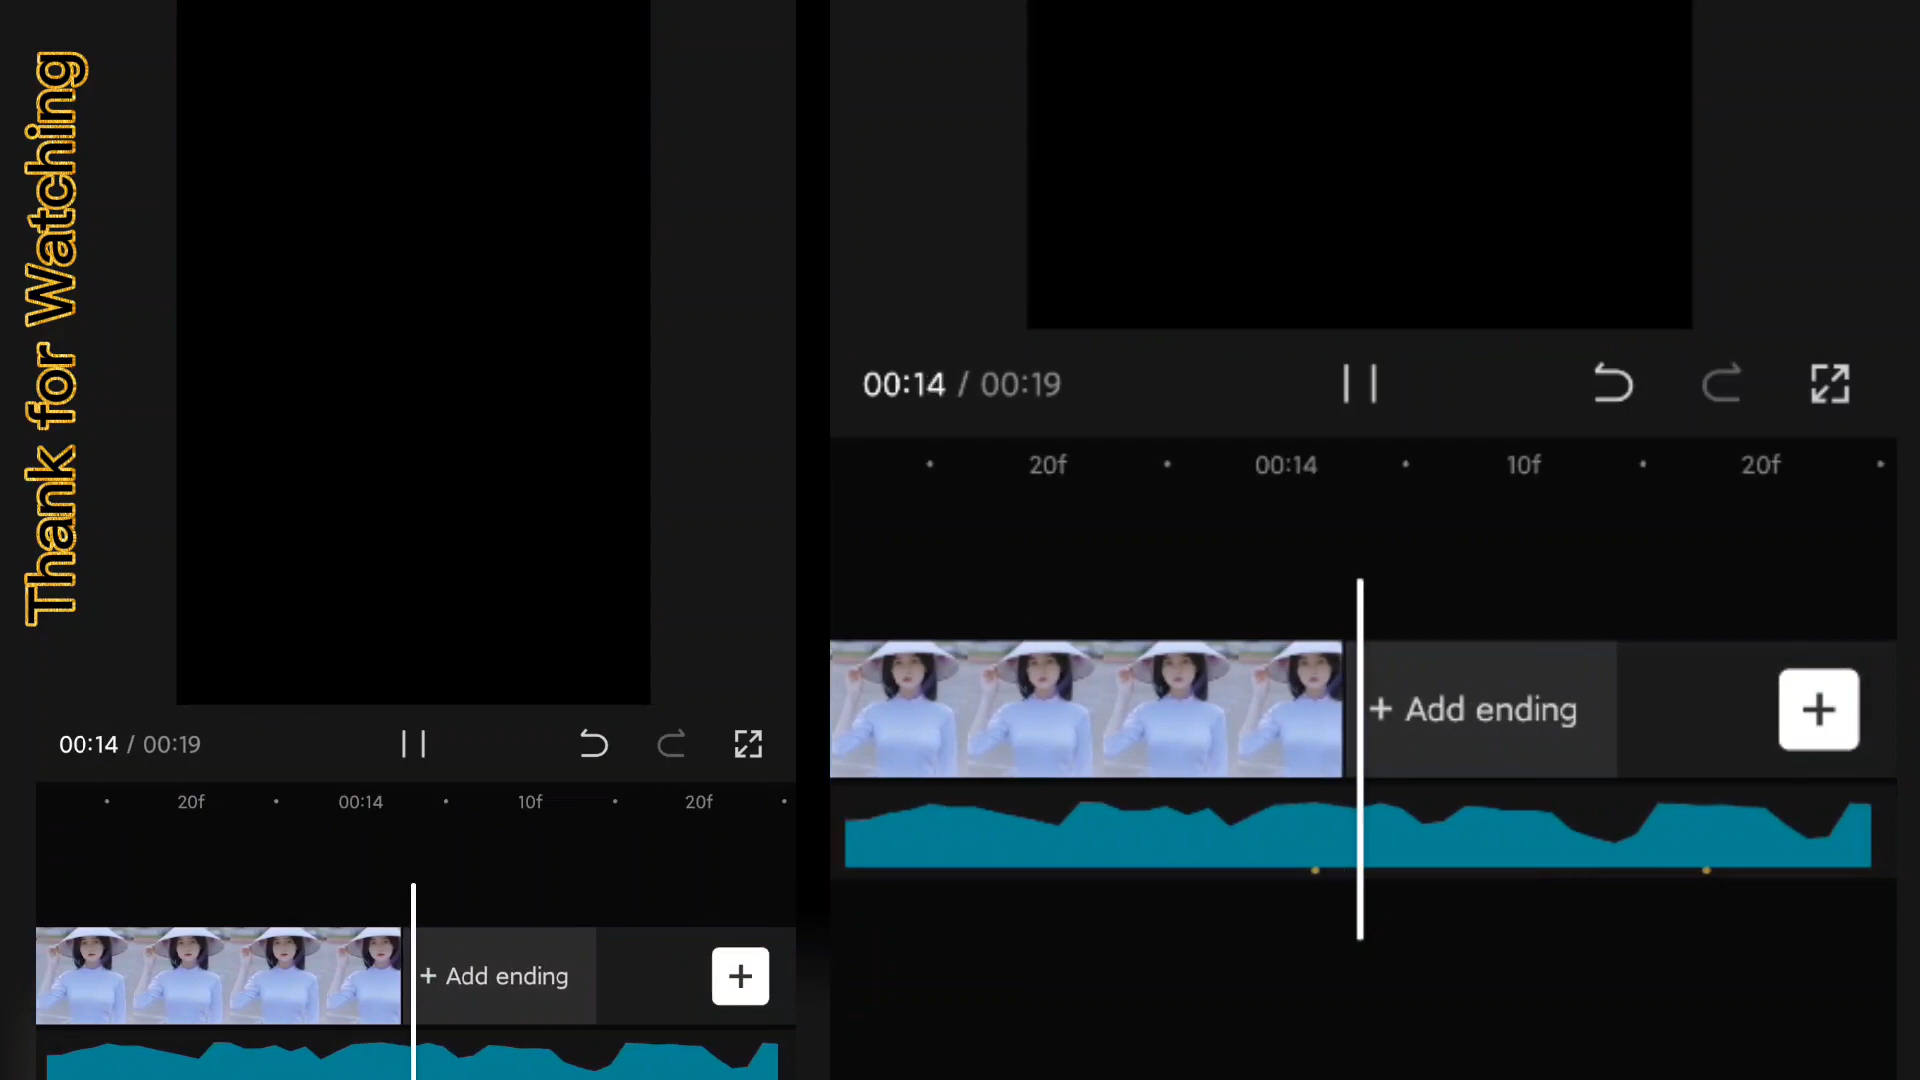 Thank for Watching
00:14 / 00:19
20f 00:14 10f 20f
+ Add ending
+
00:14 / 00:19
20f 00:14 10f 20f
+ Add ending
+